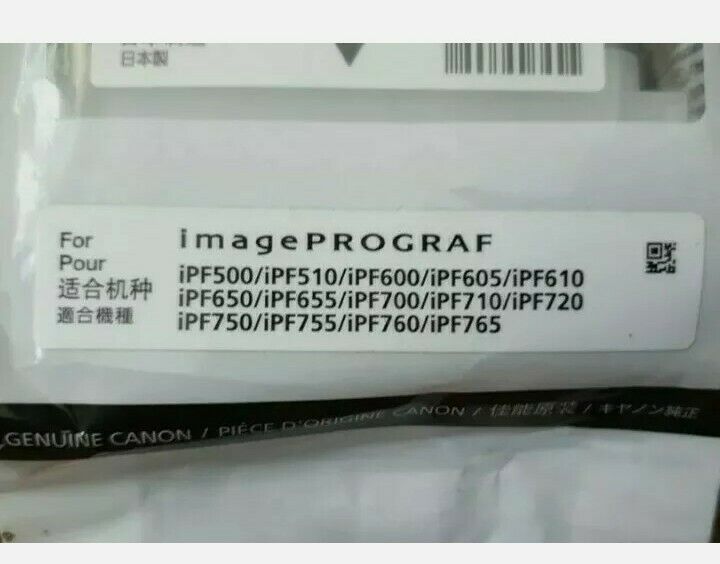 日本製
For
Pour
适合机种
適合機種
imagePROGRAF
iPF500/iPF510/iPF600/iPF605/iPF610
iPF650/iPF655/iPF700/iPF710/iPF720
iPF750/iPF755/iPF760/iPF765
GENUINE CANON / PIÈCE D'ORIGINE CANON / 佳能原装 / キヤノン純正